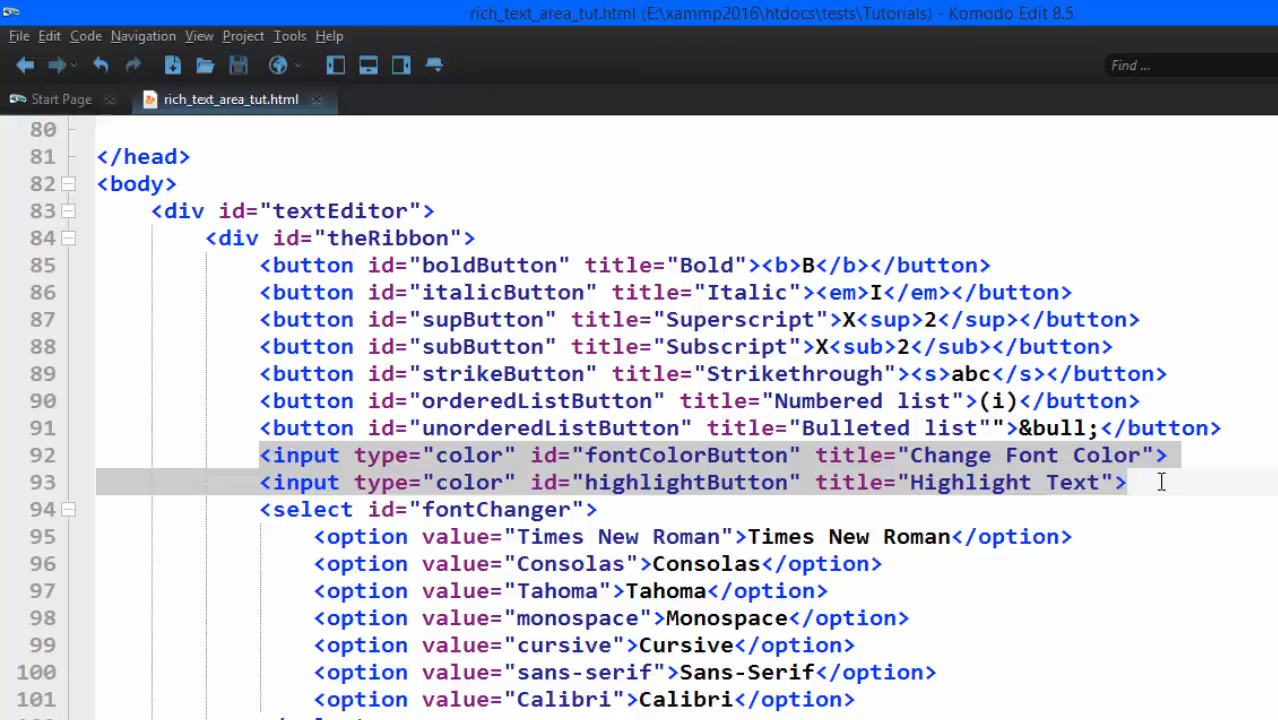 rich_text_area_tut.html (E:\xammp2016\htdocs\tests\Tutorials) - Komodo Edit 8.5
File Edit Code Navigation View Project Tools Help
Find ...
Start Page rich_text_area_tut.html
80
81 </head>
82 <body>
83 <div id="textEditor">
84 <div id="theRibbon">
85 <button id="boldButton" title="Bold"><b>B</b></button>
86 <button id="italicButton" title="Italic"><em>I</em></button>
87 <button id="supButton" title="Superscript">X<sup>2</sup></button>
88 <button id="subButton" title="Subscript">X<sub>2</sub></button>
89 <button id="strikeButton" title="Strikethrough"><s>abc</s></button>
90 <button id="orderedListButton" title="Numbered list">(i)</button>
91 <button id="unorderedListButton" title="Bulleted list"">&bull;</button>
92 <input type="color" id="fontColorButton" title="Change Font Color">
93 <input type="color" id="highlightButton" title="Highlight Text">
94 <select id="fontChanger">
95 <option value="Times New Roman">Times New Roman</option>
96 <option value="Consolas">Consolas</option>
97 <option value="Tahoma">Tahoma</option>
98 <option value="monospace">Monospace</option>
99 <option value="cursive">Cursive</option>
100 <option value="sans-serif">Sans-Serif</option>
101 <option value="Calibri">Calibri</option>